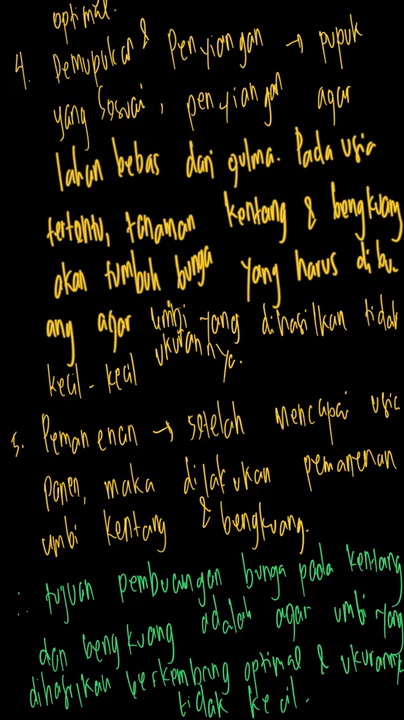 optimal.
4. Pemupukan & Penyiangan → pupuk
yang sesuai, penyiangan agar
lahan bebas dari gulma. Pada usia
tertentu, tanaman kentang & bengkuang
akan tumbuh bunga yang harus dibu-
ang agar umbi yang dihasilkan tidak
kecil-kecil ukurannya.
5. Pemanenan → setelah mencapai usia
panen, maka dilakukan pemanenan
umbi kentang & bengkuang.
∴ tujuan pembuangan bunga pada kentang
dan bengkuang adalah agar umbi yang
dihasilkan berkembang optimal & ukurannya
tidak kecil.